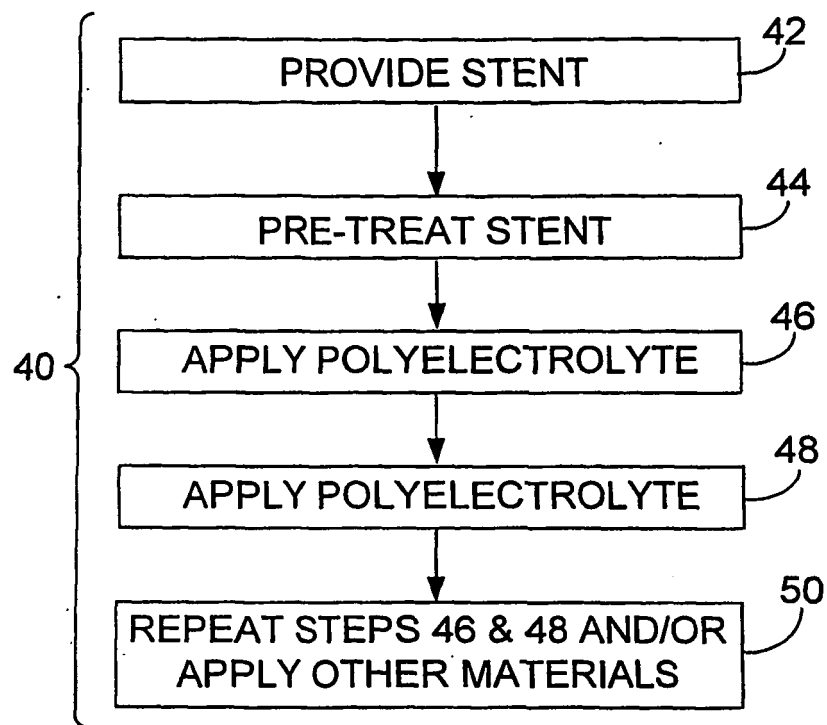 42
PROVIDE STENT
44
PRE-TREAT STENT
46
40
APPLY POLYELECTROLYTE
48
APPLY POLYELECTROLYTE
50
REPEAT STEPS 46 & 48 AND/OR
APPLY OTHER MATERIALS